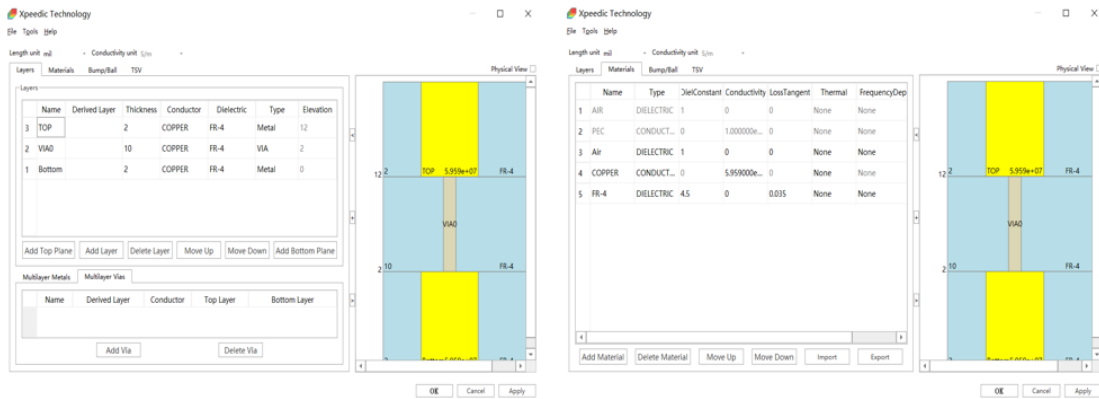 Xpeedic Technology
File Tools Help
Length unit mil Conductivity unit S/m
Layers Materials Bump/Ball TSV Physical View
Layers
Name Derived Layer Thickness Conductor Dielectric Type Elevation
3 TOP 2 COPPER FR-4 Metal 12
2 VIA0 10 COPPER FR-4 VIA 2
1 Bottom 2 COPPER FR-4 Metal 0
Add Top Plane Add Layer Delete Layer Move Up Move Down Add Bottom Plane
Multilayer Metals Multilayer Vias
Name Derived Layer Conductor Top Layer Bottom Layer
Add Via Delete Via
12 2 TOP 5.959e+07 FR-4
VIA0
2 10 FR-4
OK Cancel Apply
Xpeedic Technology
File Tools Help
Length unit mil Conductivity unit S/m
Layers Materials Bump/Ball TSV Physical View
Name Type DielConstant Conductivity LossTangent Thermal FrequencyDep
1 AIR DIELECTRIC 1 0 0 None None
2 PEC CONDUCT... 0 1.000000e... 0 None None
3 Air DIELECTRIC 1 0 0 None None
4 COPPER CONDUCT... 0 5.959000e... 0 None None
5 FR-4 DIELECTRIC 4.5 0 0.035 None None
Add Material Delete Material Move Up Move Down Import Export
12 2 TOP 5.959e+07 FR-4
VIA0
2 10 FR-4
OK Cancel Apply